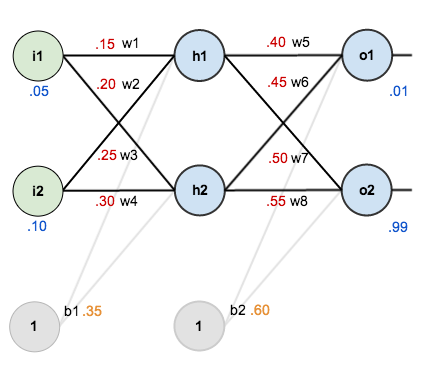 .15 w1
.40 w5
i1
h1
o1
.20 w2
.45 w6
.05
.01
.25 w3
.50 w7
i2
h2
o2
.30 w4
.55 w8
.10
.99
b1 .35
b2 .60
1
1